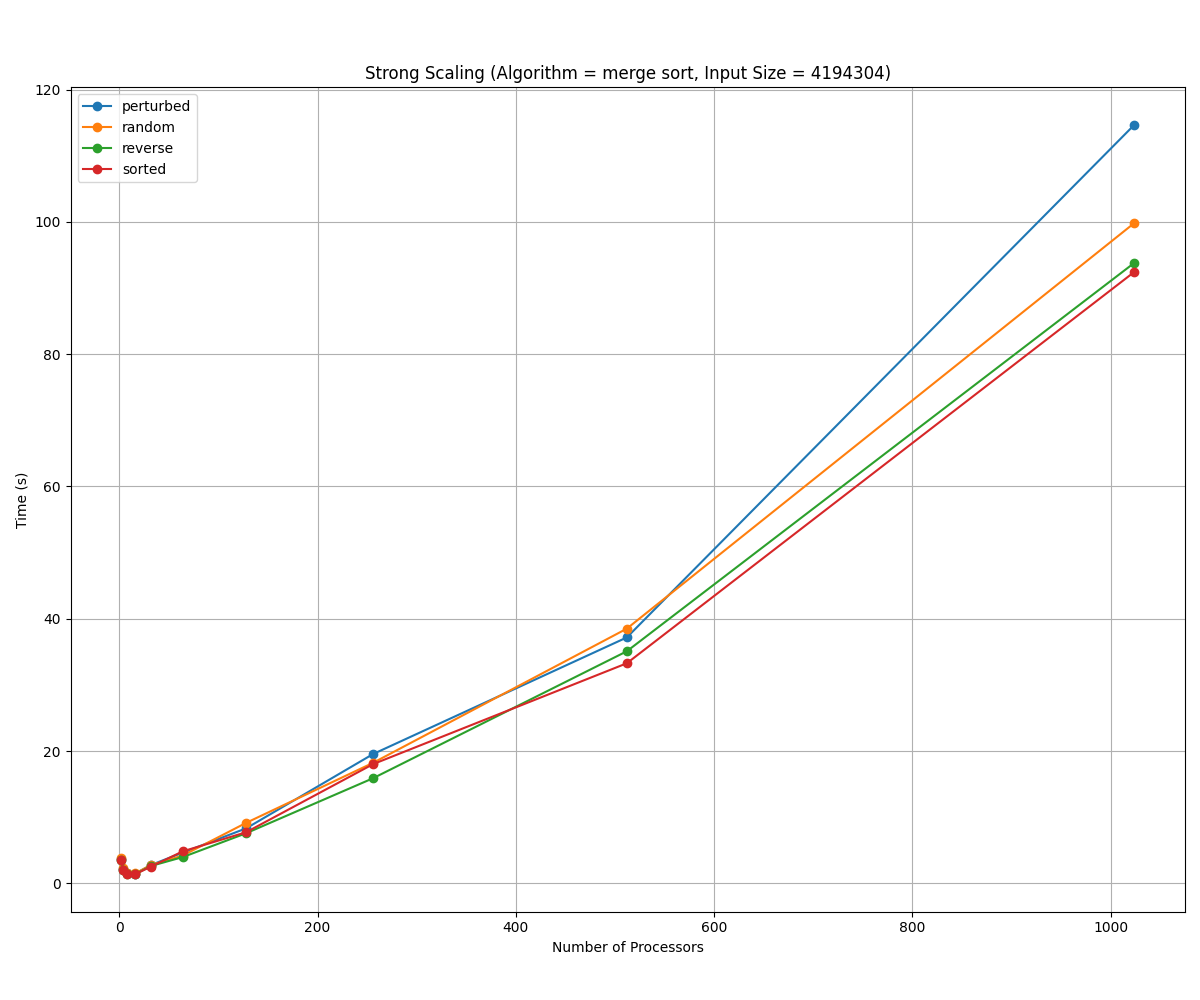 Strong Scaling (Algorithm = merge sort, Input Size = 4194304)
120
100
80
60
40
20
0
Time (s)
perturbed
random
reverse
sorted
0 200 400 600 800 1000
Number of Processors